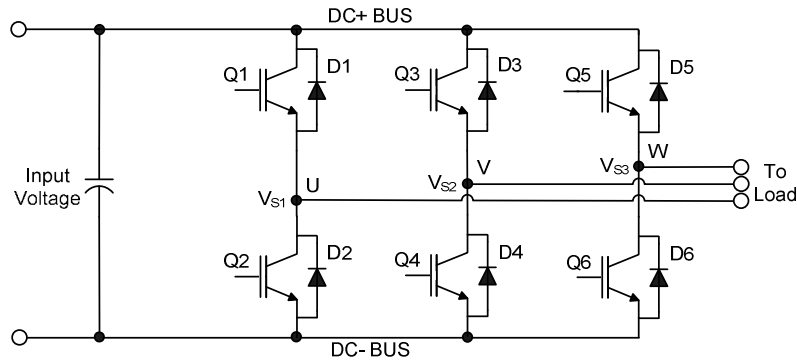 DC+ BUS
Q1
D1
Q3
D3
Q5
D5
Input
Voltage
VS1
U
VS2
V
VS3
W
To
Load
Q2
D2
Q4
D4
Q6
D6
DC- BUS